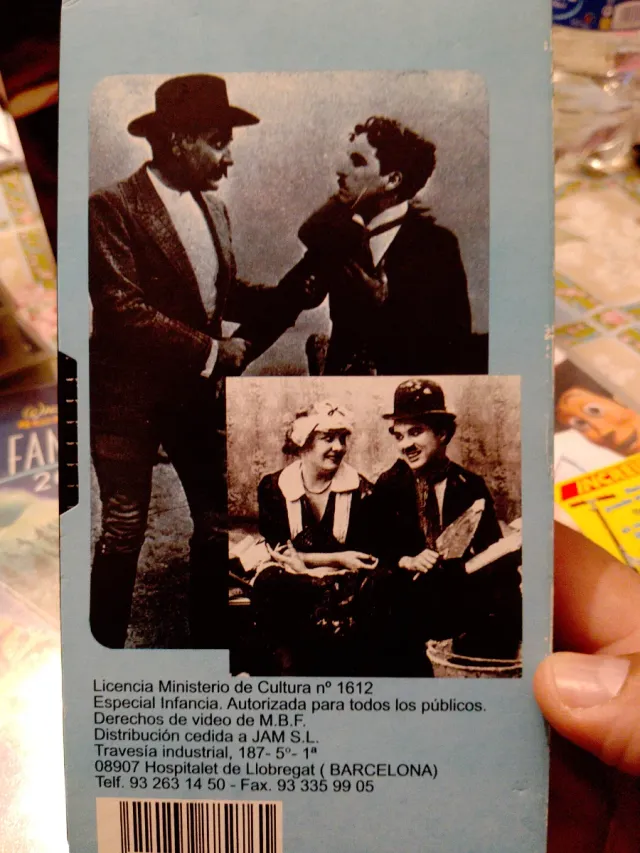 Licencia Ministerio de Cultura nº 1612
Especial Infancia. Autorizada para todos los públicos.
Derechos de video de M.B.F.
Distribución cedida a JAM S.L.
Travesía industrial, 187- 5º- 1ª
08907 Hospitalet de Llobregat ( BARCELONA)
Telf. 93 263 14 50 - Fax. 93 335 99 05